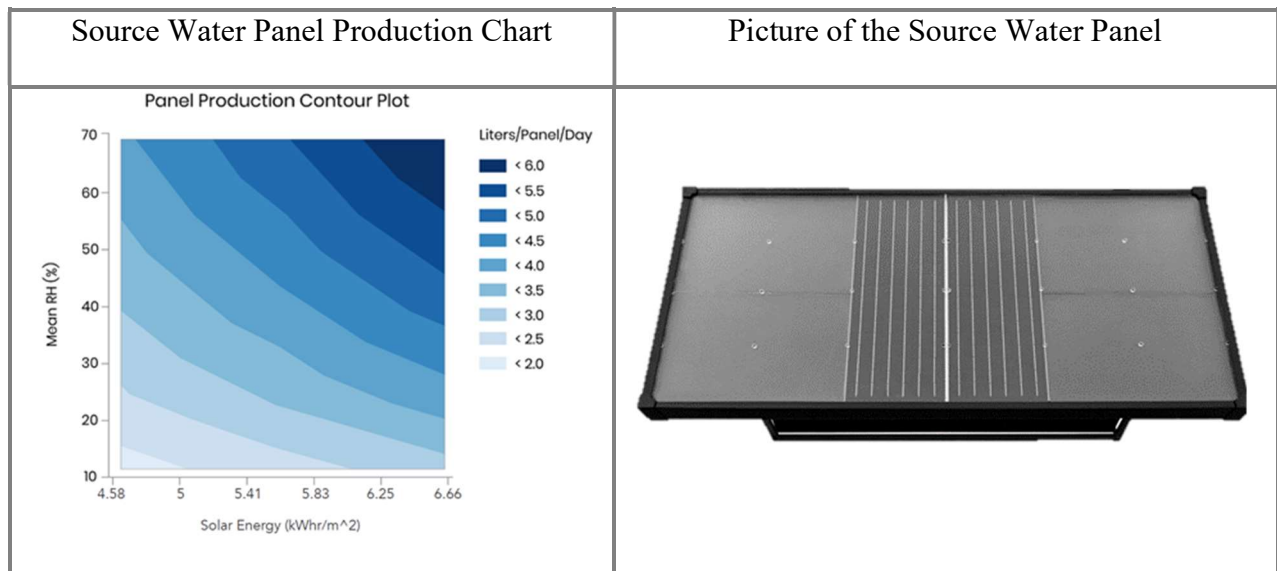 Source Water Panel Production Chart
Picture of the Source Water Panel
Panel Production Contour Plot
Liters/Panel/Day
< 6.0
< 5.5
< 5.0
< 4.5
< 4.0
< 3.5
< 3.0
< 2.5
< 2.0
Mean RH (%)
70
60
50
40
30
20
10
4.58 5 5.41 5.83 6.25 6.66
Solar Energy (kWhr/m^2)